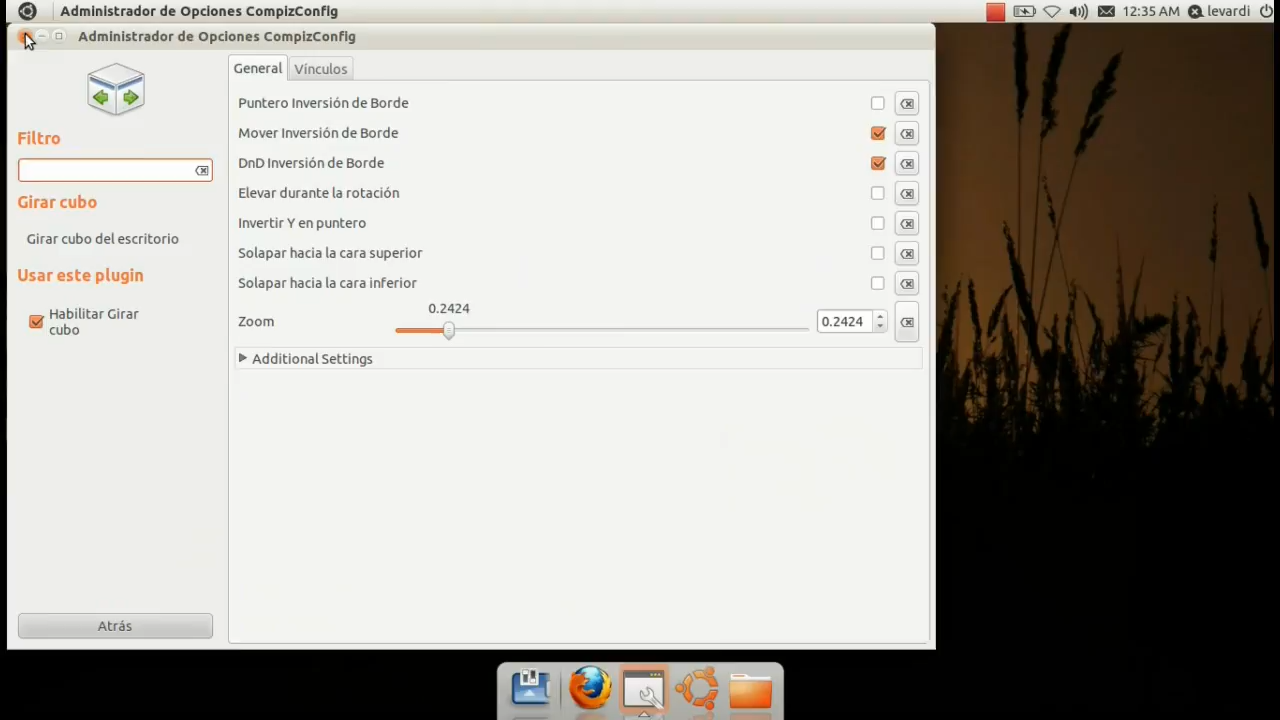 Administrador de Opciones CompizConfig
12:35 AM
levardi
Administrador de Opciones CompizConfig
General
Vínculos
Filtro
Girar cubo
Girar cubo del escritorio
Usar este plugin
Habilitar Girar
cubo
Atrás
Puntero Inversión de Borde
Mover Inversión de Borde
DnD Inversión de Borde
Elevar durante la rotación
Invertir Y en puntero
Solapar hacia la cara superior
Solapar hacia la cara inferior
0.2424
Zoom
0.2424
Additional Settings